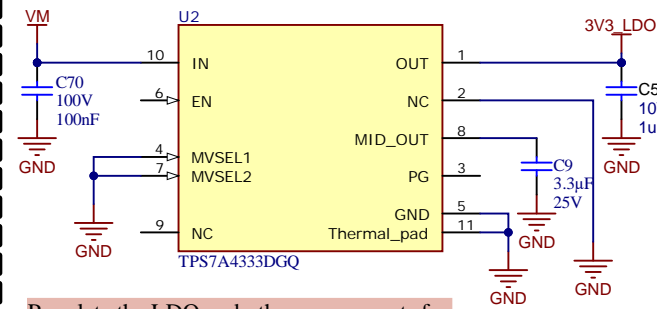 VM
U2
3V3_LDO
10
IN
OUT
1
C70
100V
100nF
6
EN
NC
2
MID_OUT
8
4
MVSEL1
7
MVSEL2
PG
3
C9
3.3µF
25V
GND
5
9
NC
Thermal_pad
11
TPS7A4333DGQ
GND
GND
GND
GND
GND